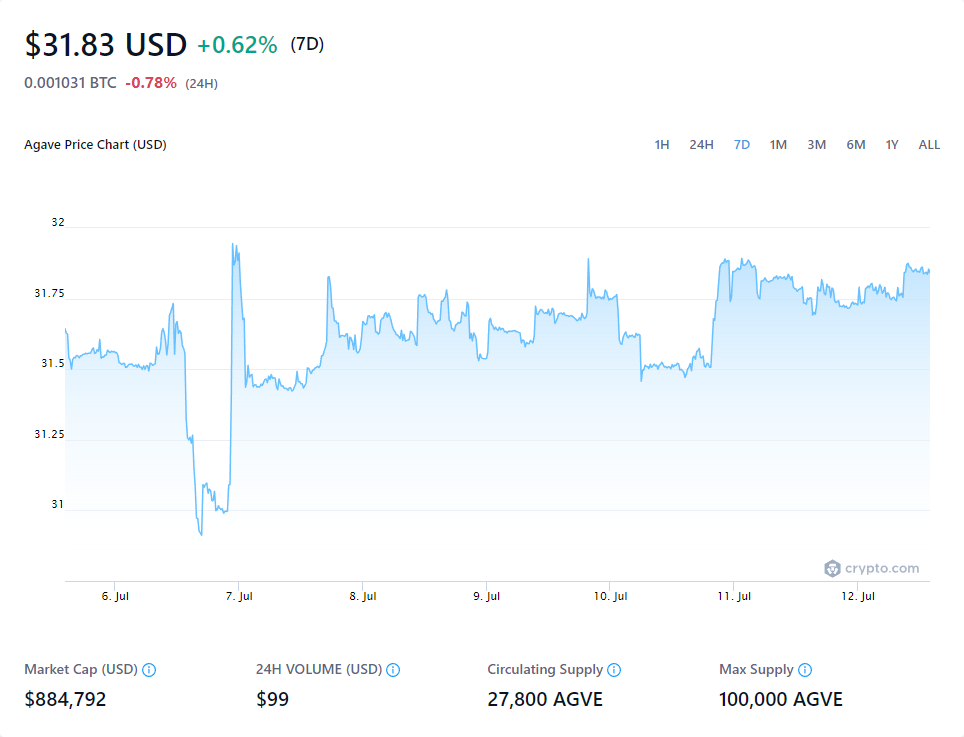 $31.83 USD +0.62% (7D)
0.001031 BTC -0.78% (24H)
Agave Price Chart (USD) 1H 24H 7D 1M 3M 6M 1Y ALL
32
31.75
31.5
31.25
31
crypto.com
6. Jul 7. Jul 8. Jul 9. Jul 10. Jul 11. Jul 12. Jul
Market Cap (USD) 24H VOLUME (USD) Circulating Supply Max Supply
$884,792 $99 27,800 AGVE 100,000 AGVE